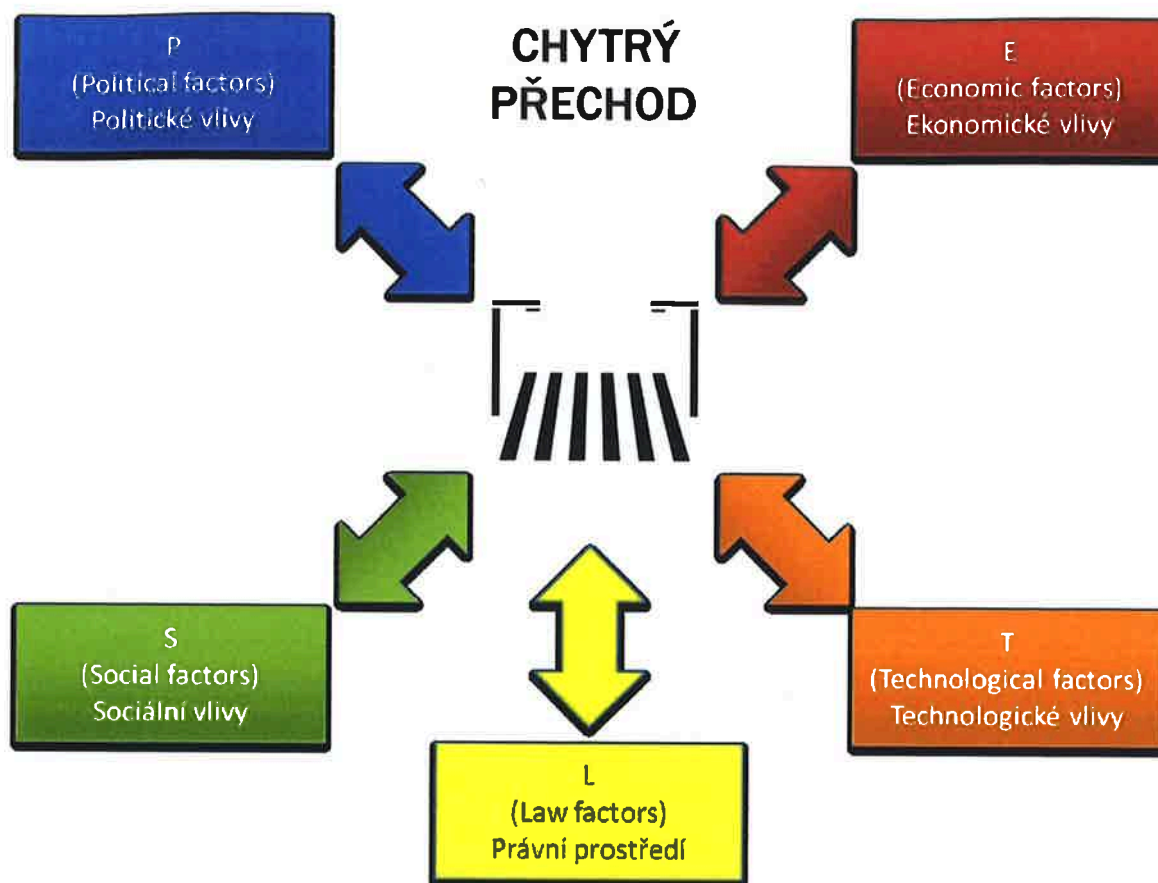 P
(Political factors)
Politické vlivy
CHYTRÝ
PŘECHOD
E
(Economic factors)
Ekonomické vlivy
S
(Social factors)
Sociální vlivy
T
(Technological factors)
Technologické vlivy
L
(Law factors)
Právní prostředí